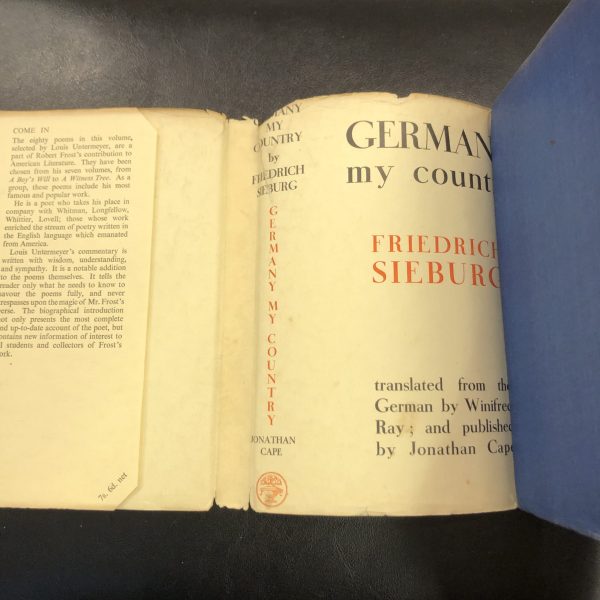 COME IN
The eighty poems in this volume,
selected by Louis Untermeyer, are a
part of Robert Frost's contribution to
American Literature. They have been
chosen from his seven volumes, from
A Boy's Will to A Witness Tree. As a
group, these poems include his most
famous and popular work.
He is a poet who takes his place in
company with Whitman, Longfellow,
Whittier, Lovell; those whose work
enriched the stream of poetry written in
the English language which emanated
from America.
Louis Untermeyer's commentary is
written with wisdom, understanding,
and sympathy. It is a notable addition
to the poems themselves. It tells the
reader only what he needs to know to
savour the poems fully, and never
trespasses upon the magic of Mr. Frost's
verse. The biographical introduction
not only presents the most complete
and up-to-date account of the poet, but
contains new information of interest to
all students and collectors of Frost's
work.
7s. 6d. net
GERMANY
MY
COUNTRY
by
FRIEDRICH
SIEBURG
GERMANY MY COUNTRY
JONATHAN
CAPE
GERMANY
my count
FRIEDRICH
SIEBURG
translated from the
German by Winifred
Ray; and published
by Jonathan Cape